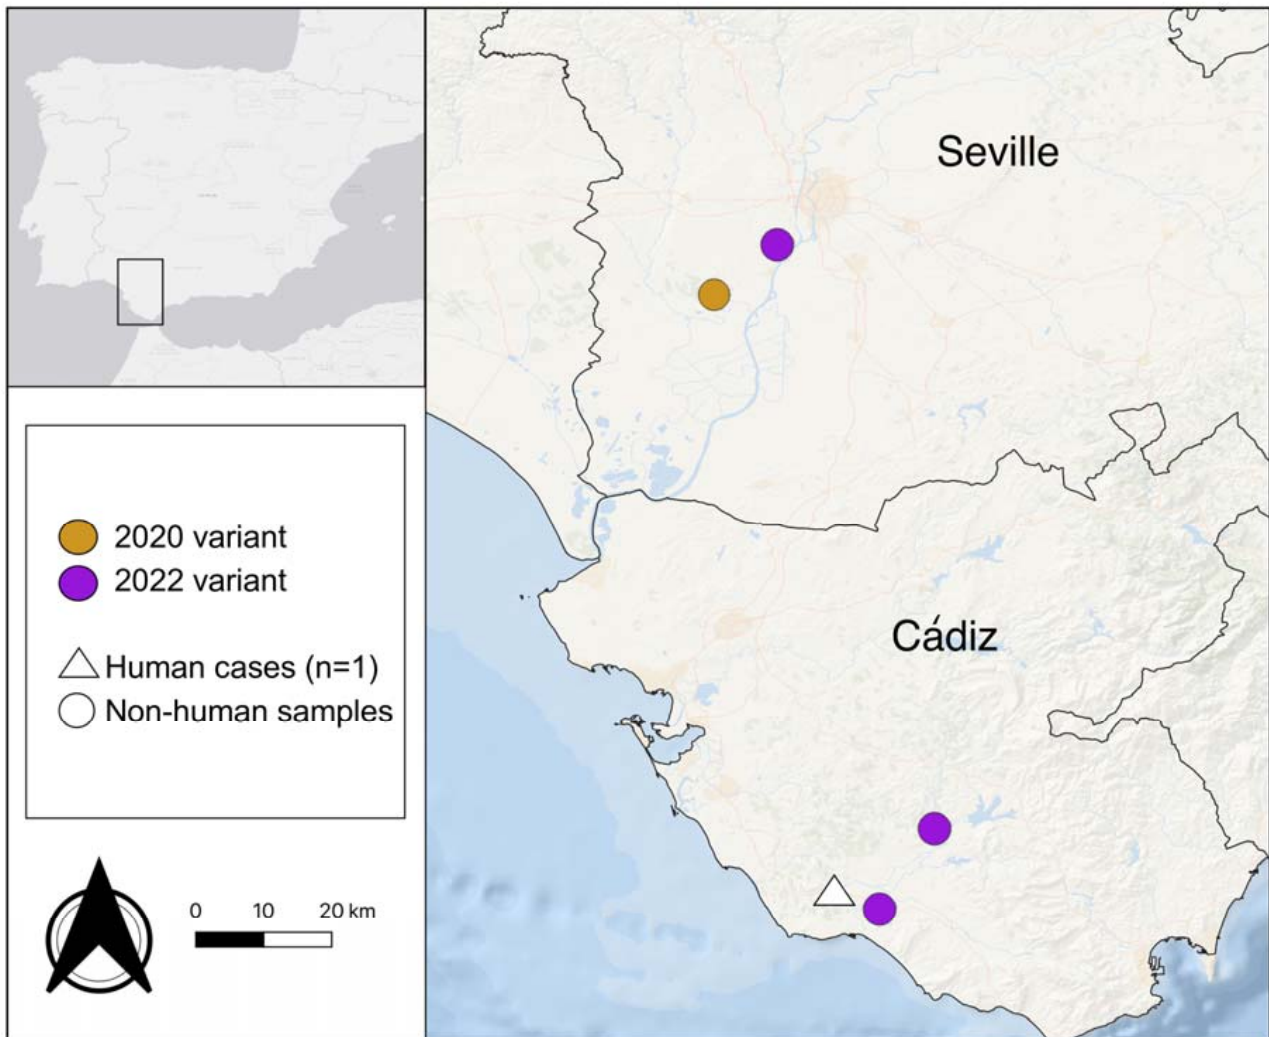 Seville
2020 variant
2022 variant
Human cases (n=1)
Non-human samples
Cádiz
0 10 20 km